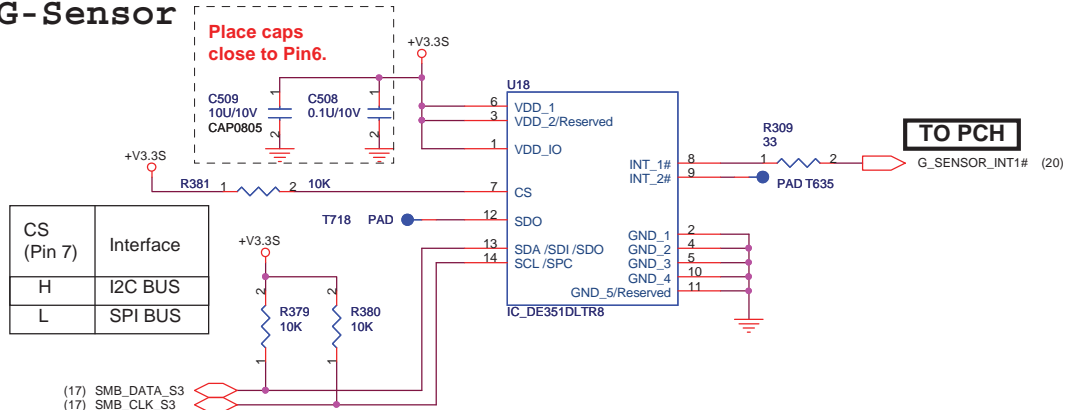 G-Sensor
Place caps
close to Pin6.
+V3.3S
C509
10U/10V
CAP0805
1
2
C508
0.1U/10V
1
2
U18
6 VDD_1
3 VDD_2/Reserved
1 VDD_IO
7 CS
12 SDO
13 SDA /SDI /SDO
14 SCL /SPC
INT_1# 8
INT_2# 9
GND_1 2
GND_2 4
GND_3 5
GND_4 10
GND_5/Reserved 11
IC_DE351DLTR8
R309
33
1 2
TO PCH
G_SENSOR_INT1# (20)
PAD T635
+V3.3S
R381 1 2 10K
T718 PAD
CS
(Pin 7)
Interface
H I2C BUS
L SPI BUS
+V3.3S
2
R379
10K
1
2
R380
10K
1
(17) SMB_DATA_S3
(17) SMB_CLK_S3